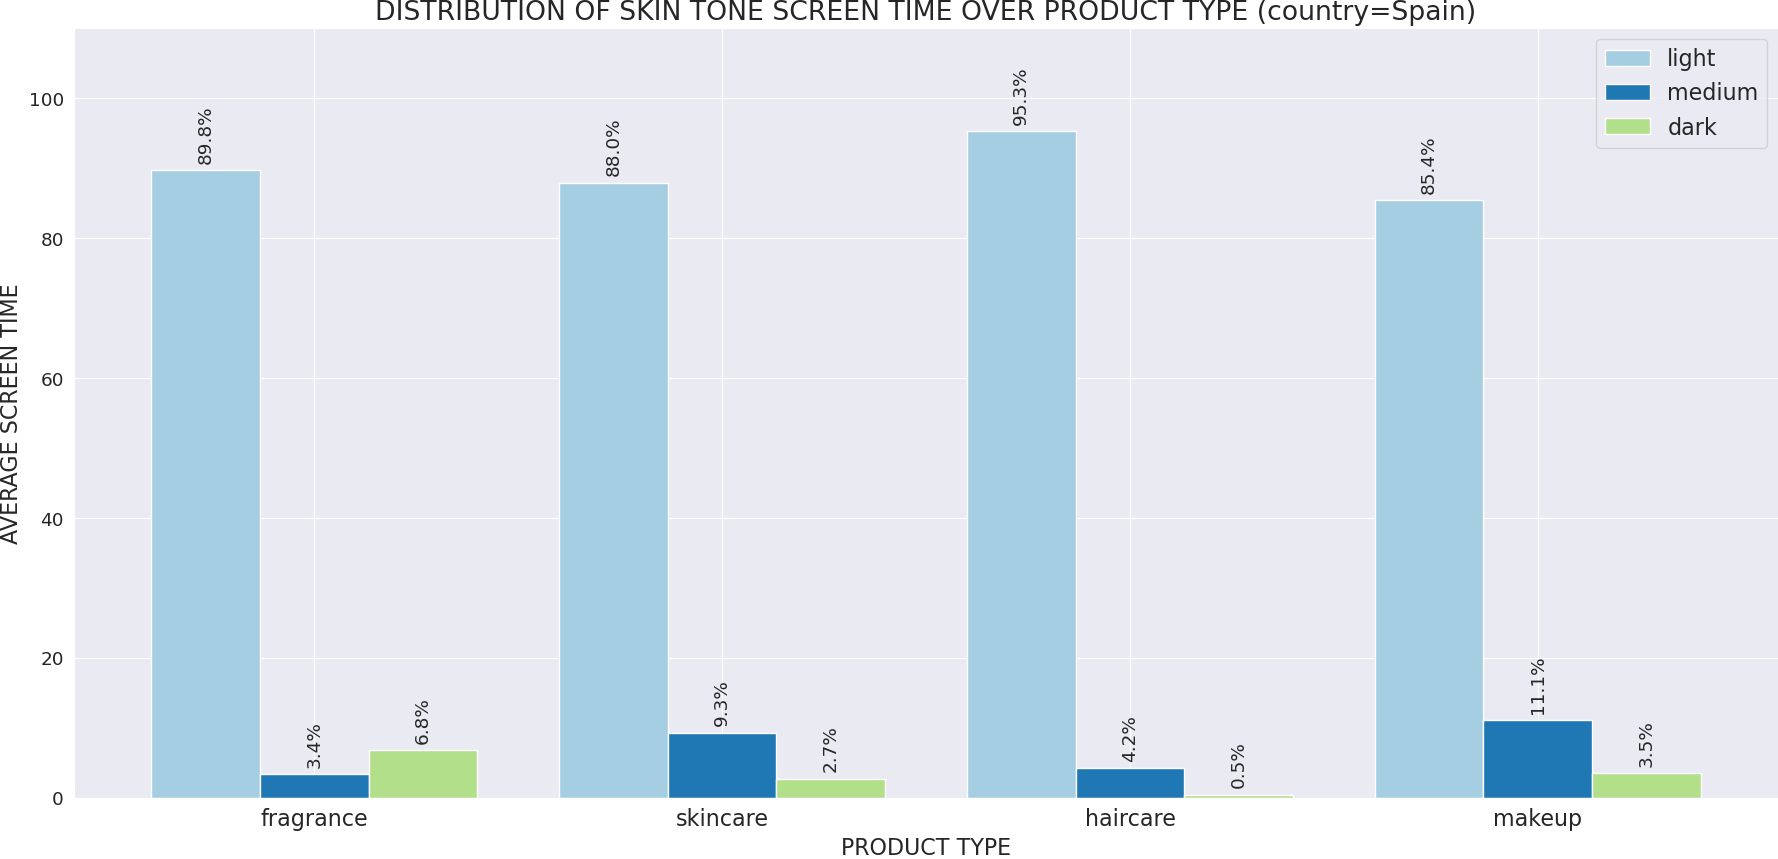 DISTRIBUTION OF SKIN TONE SCREEN TIME OVER PRODUCT TYPE (country=Spain)
light
medium
dark
AVERAGE SCREEN TIME
100
80
60
40
20
0
89.8%
3.4%
6.8%
88.0%
9.3%
2.7%
95.3%
4.2%
0.5%
85.4%
11.1%
3.5%
fragrance
skincare
haircare
makeup
PRODUCT TYPE